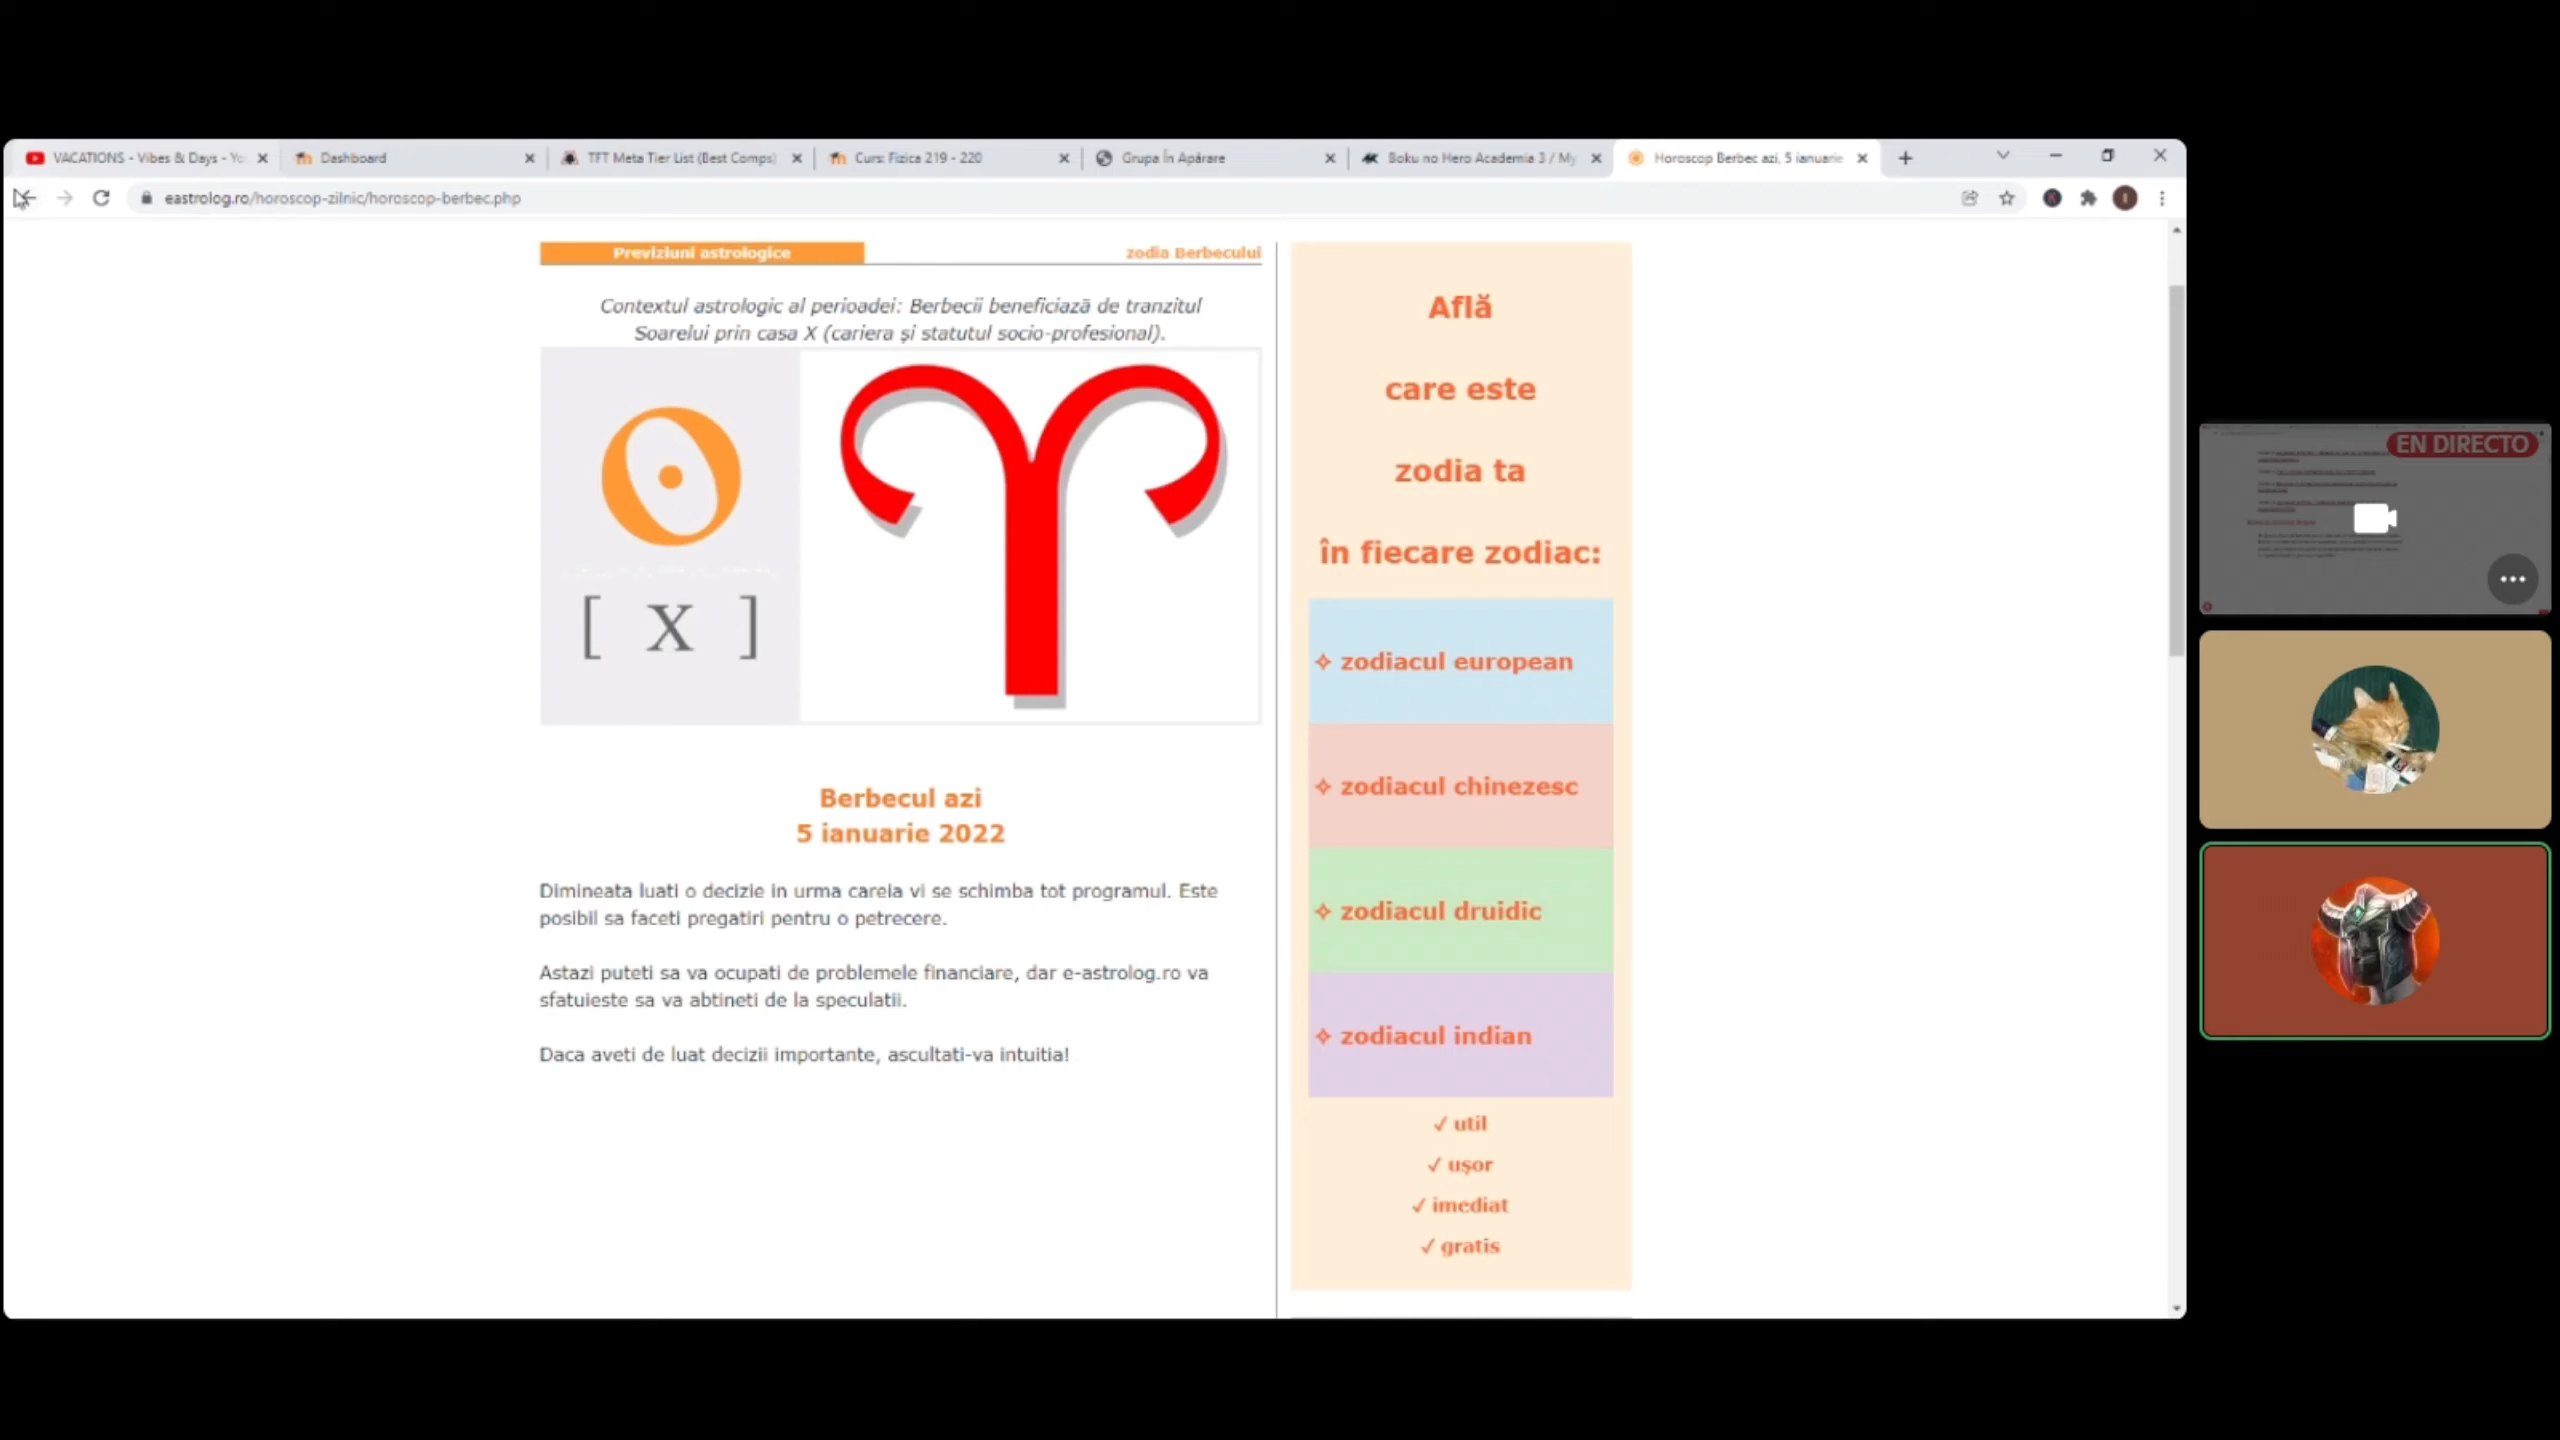 VACATIONS - Vibes & Days - Yo
Dashboard
TFT Meta Tier List (Best Comps)
Curs: Fizica 219 - 220
Grupa În Apărare
Boku no Hero Academia 3 / My
Horoscop Berbec azi, 5 ianuarie
eastrolog.ro/horoscop-zilnic/horoscop-berbec.php
Previziuni astrologice
zodia Berbecului
Contextul astrologic al perioadei: Berbecii beneficiază de tranzitul
Soarelui prin casa X (cariera și statutul socio-profesional).
[ X ]
Berbecul azi
5 ianuarie 2022
Dimineata luati o decizie in urma careia vi se schimba tot programul. Este
posibil sa faceti pregatiri pentru o petrecere.
Astazi puteti sa va ocupati de problemele financiare, dar e-astrolog.ro va
sfatuieste sa va abtineti de la speculatii.
Daca aveti de luat decizii importante, ascultati-va intuitia!
Află
care este
zodia ta
în fiecare zodiac:
✧ zodiacul european
✧ zodiacul chinezesc
✧ zodiacul druidic
✧ zodiacul indian
✓ util
✓ ușor
✓ imediat
✓ gratis
EN DIRECTO